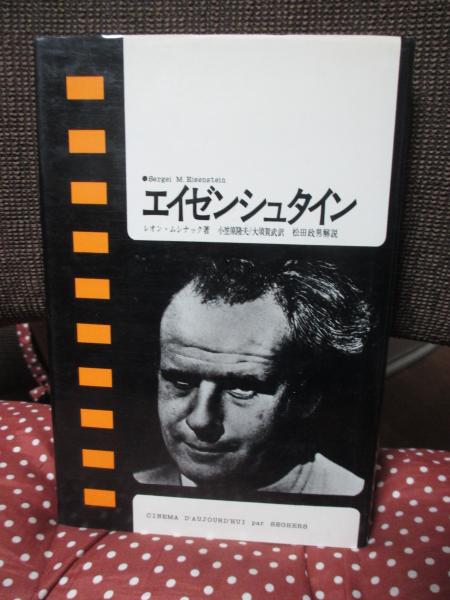 ●Sergei M. Eisenstein
エイゼンシュタイン
レオン・ムシナック著 小笠原隆夫/大須賀武訳 松田政男解説
CINEMA D'AUJOURD'HUI par SEGHERS